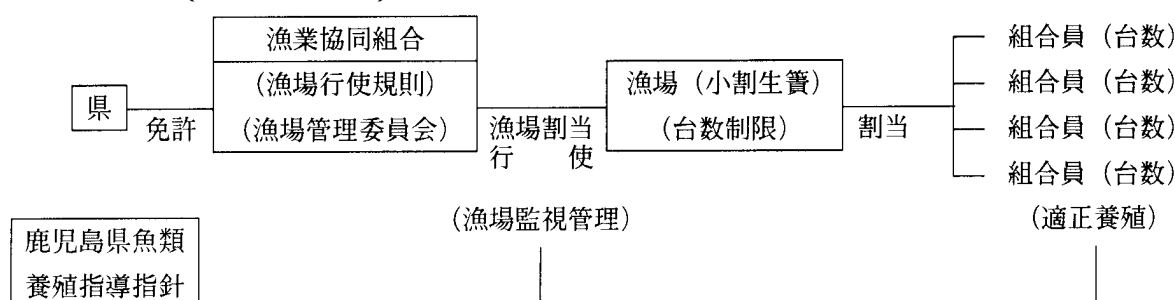 漁業協同組合
(漁場行使規則)
(漁場管理委員会)
県
免許
漁場割当
行使
漁場(小割生簀)
(台数制限)
割当
組合員(台数)
組合員(台数)
組合員(台数)
組合員(台数)
(漁場監視管理)
(適正養殖)
鹿児島県魚類
養殖指導指針